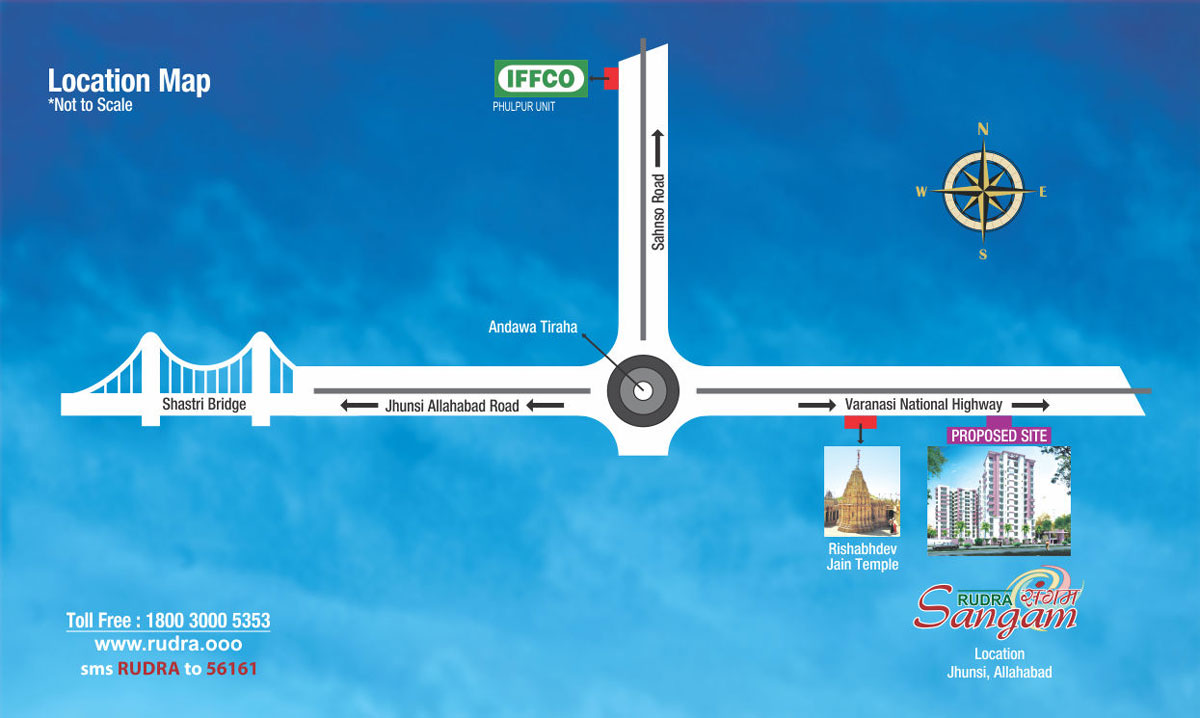 Location Map
*Not to Scale
IFFCO
PHULPUR UNIT
Sahnso Road
N
W
E
S
Andawa Tiraha
Shastri Bridge
Jhunsi Allahabad Road
Varanasi National Highway
PROPOSED SITE
Rishabhdev
Jain Temple
RUDRA संगम
Sangam
Location
Jhunsi, Allahabad
Toll Free : 1800 3000 5353
www.rudra.ooo
sms RUDRA to 56161